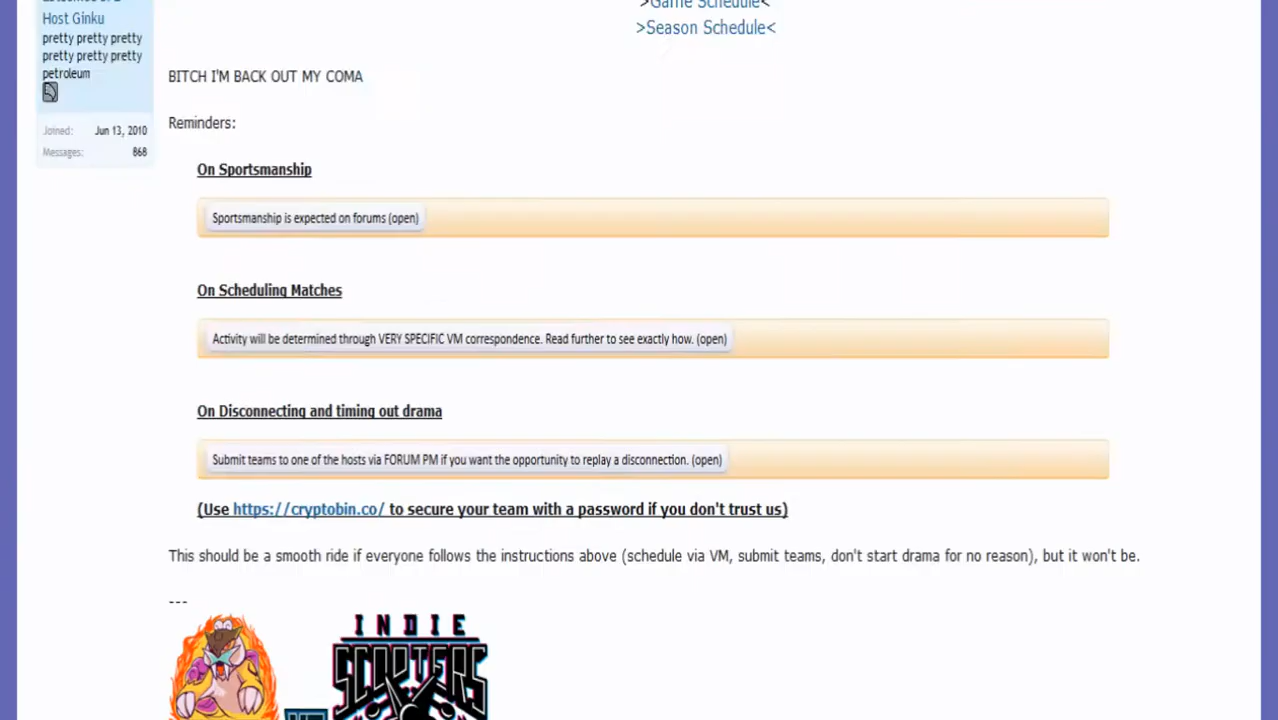 >Game Schedule<
Host Ginku
>Season Schedule<
pretty pretty pretty
pretty pretty pretty
petroleum
BITCH I'M BACK OUT MY COMA
Reminders:
Joined: Jun 13, 2010
Messages: 868
On Sportsmanship
Sportsmanship is expected on forums (open)
On Scheduling Matches
Activity will be determined through VERY SPECIFIC VM correspondence. Read further to see exactly how. (open)
On Disconnecting and timing out drama
Submit teams to one of the hosts via FORUM PM if you want the opportunity to replay a disconnection. (open)
(Use https://cryptobin.co/ to secure your team with a password if you don't trust us)
This should be a smooth ride if everyone follows the instructions above (schedule via VM, submit teams, don't start drama for no reason), but it won't be.
---
INDIE
SCOOTERS